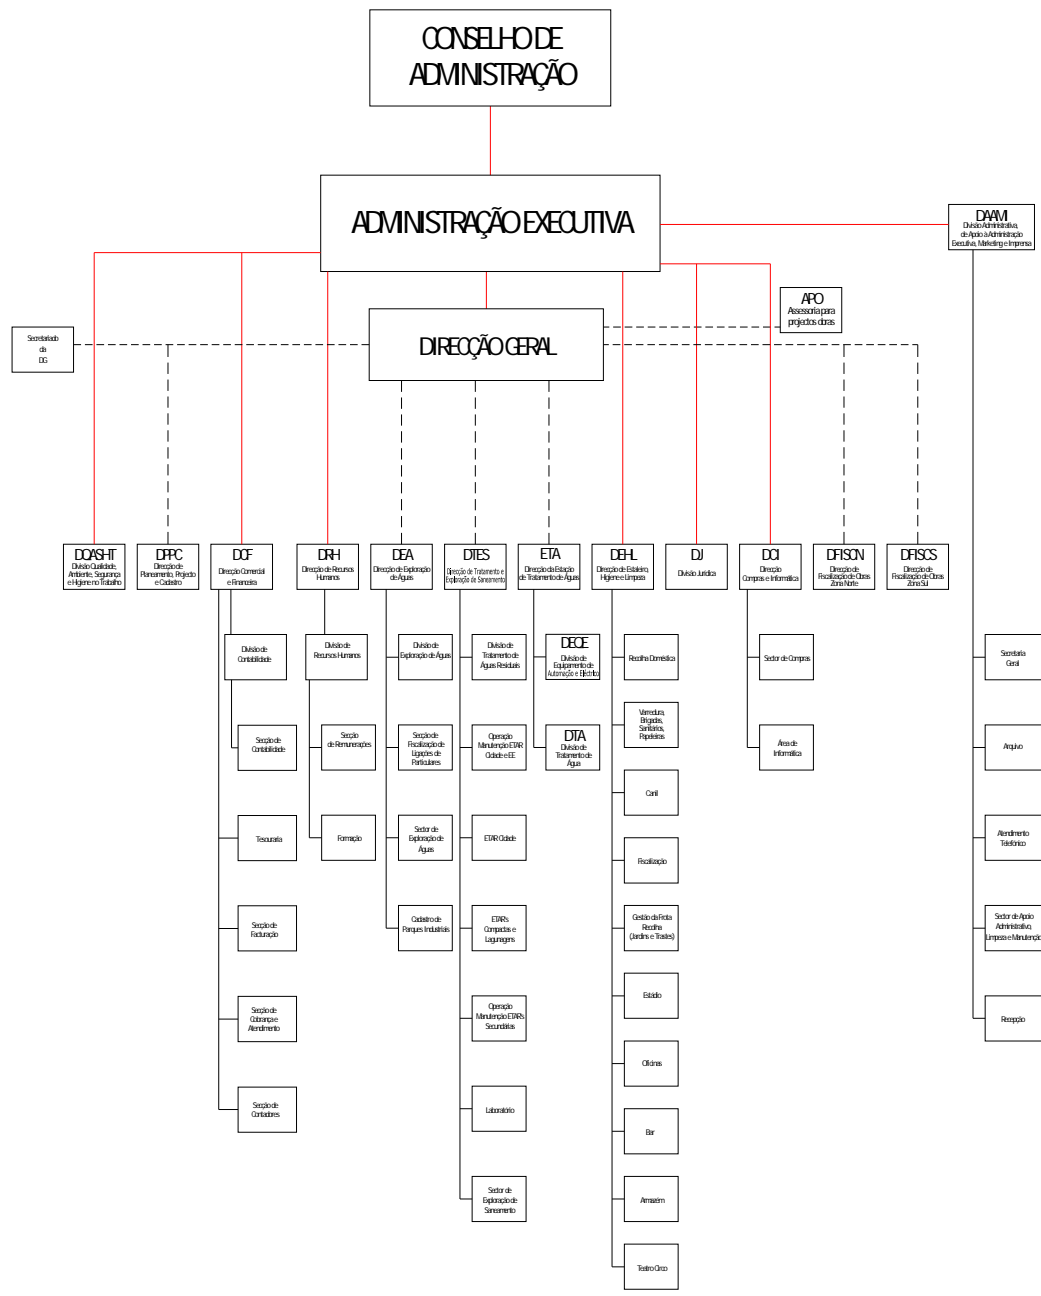 CONSELHO DE
ADMINISTRAÇÃO
ADMINISTRAÇÃO EXECUTIVA
DAAMI
Divisão Administrativa,
de Apoio à Administração
Executiva, Marketing e Imprensa
APO
Assessoria para
projectos obras
Secretariado
da
DG
DIRECÇÃO GERAL
DQASHT
Divisão Qualidade,
Ambiente, Segurança
e Higiene no Trabalho
DPPC
Direcção de
Planeamento, Projecto
e Cadastro
DCF
Direcção Comercial
e Financeira
DRH
Direcção de Recursos
Humanos
DEA
Direcção de Exploração
de Águas
DTES
Direcção de Tratamento e
Exploração de Saneamento
ETA
Direcção da Estação
de Tratamento de Águas
DEHL
Direcção de Estaleiro,
Higiene e Limpeza
DJ
Divisão Jurídica
DCI
Direcção
Compras e Informática
DFISCN
Direcção de
Fiscalização de Obras
Zona Norte
DFISCS
Direcção de
Fiscalização de Obras
Zona Sul
Divisão de
Contabilidade
Divisão de
Recursos Humanos
Divisão de
Exploração de Águas
Divisão de
Tratamento de
Águas Residuais
DEQE
Divisão de
Equipamento de
Automação e Eléctrico
Recolha Doméstica
Sector de Compras
Secretaria
Geral
Secção de
Contabilidade
Secção
de Remunerações
Secção de
Fiscalização de
Ligações de
Particulares
Operação
Manutenção ETAR
Cidade e EE
DTA
Divisão de
Tratamento de
Água
Varredura,
Brigadas,
Sanitários,
Papeleiras
Área de
Informática
Arquivo
Canil
Tesouraria
Formação
Sector de
Exploração de
Águas
ETAR Cidade
Fiscalização
Atendimento
Telefónico
Secção de
Facturação
Cadastro de
Parques Industriais
ETAR's
Compactas e
Lagunagens
Gestão da Frota
Recolha
(Jardins e Trastes)
Sector de Apoio
Administrativo,
Limpeza e Manutenção
Estádio
Secção de
Cobrança e
Atendimento
Operação
Manutenção ETAR's
Secundárias
Recepção
Oficinas
Secção de
Contadores
Laboratório
Bar
Sector de
Exploração de
Saneamento
Armazém
Teatro Circo